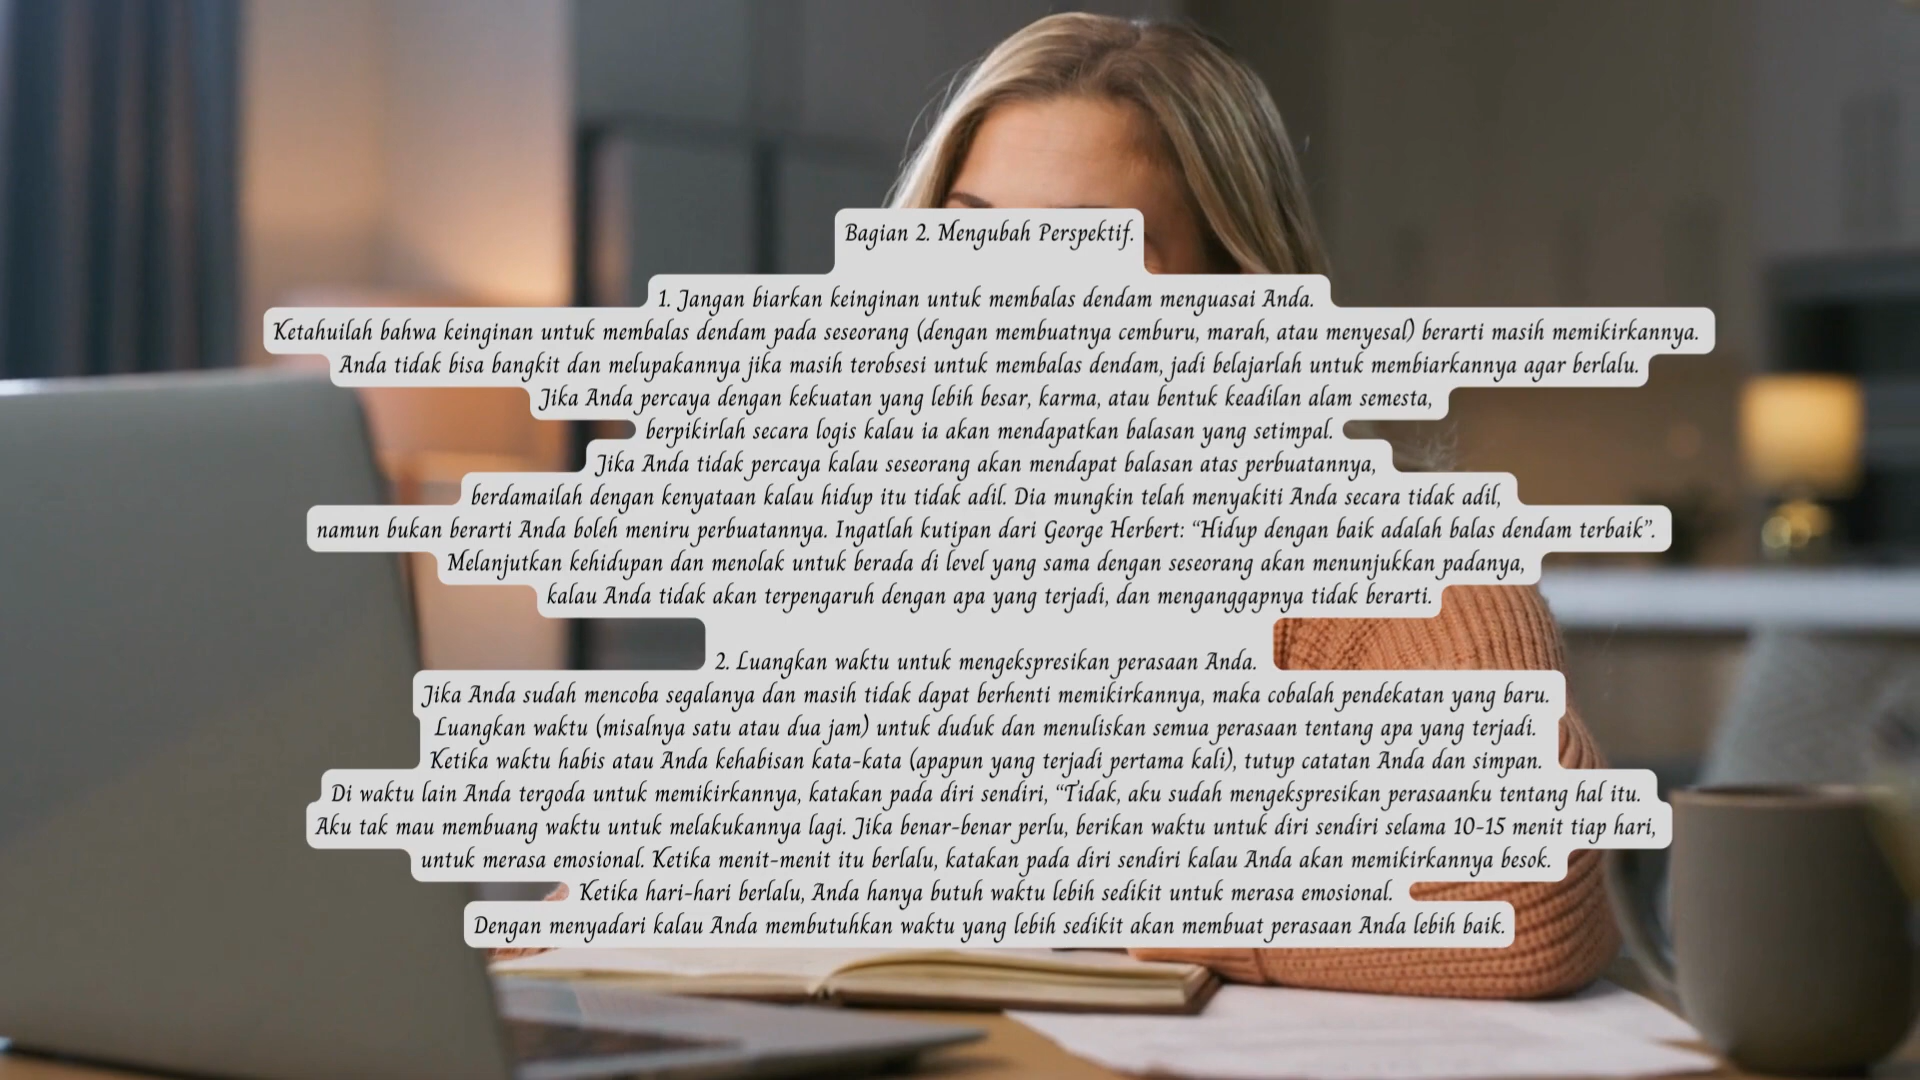 Bagian 2. Mengubah Perspektif.
1. Jangan biarkan keinginan untuk membalas dendam menguasai Anda.
Ketahuilah bahwa keinginan untuk membalas dendam pada seseorang (dengan membuatnya cemburu, marah, atau menyesal) berarti masih memikirkannya.
Anda tidak bisa bangkit dan melupakannya jika masih terobsesi untuk membalas dendam, jadi belajarlah untuk membiarkannya agar berlalu.
Jika Anda percaya dengan kekuatan yang lebih besar, karma, atau bentuk keadilan alam semesta,
berpikirlah secara logis kalau ia akan mendapatkan balasan yang setimpal.
Jika Anda tidak percaya kalau seseorang akan mendapat balasan atas perbuatannya,
berdamailah dengan kenyataan kalau hidup itu tidak adil. Dia mungkin telah menyakiti Anda secara tidak adil,
namun bukan berarti Anda boleh meniru perbuatannya. Ingatlah kutipan dari George Herbert: “Hidup dengan baik adalah balas dendam terbaik”.
Melanjutkan kehidupan dan menolak untuk berada di level yang sama dengan seseorang akan menunjukkan padanya,
kalau Anda tidak akan terpengaruh dengan apa yang terjadi, dan menganggapnya tidak berarti.
2. Luangkan waktu untuk mengekspresikan perasaan Anda.
Jika Anda sudah mencoba segalanya dan masih tidak dapat berhenti memikirkannya, maka cobalah pendekatan yang baru.
Luangkan waktu (misalnya satu atau dua jam) untuk duduk dan menuliskan semua perasaan tentang apa yang terjadi.
Ketika waktu habis atau Anda kehabisan kata-kata (apapun yang terjadi pertama kali), tutup catatan Anda dan simpan.
Di waktu lain Anda tergoda untuk memikirkannya, katakan pada diri sendiri, “Tidak, aku sudah mengekspresikan perasaanku tentang hal itu.
Aku tak mau membuang waktu untuk melakukannya lagi. Jika benar-benar perlu, berikan waktu untuk diri sendiri selama 10-15 menit tiap hari,
untuk merasa emosional. Ketika menit-menit itu berlalu, katakan pada diri sendiri kalau Anda akan memikirkannya besok.
Ketika hari-hari berlalu, Anda hanya butuh waktu lebih sedikit untuk merasa emosional.
Dengan menyadari kalau Anda membutuhkan waktu yang lebih sedikit akan membuat perasaan Anda lebih baik.